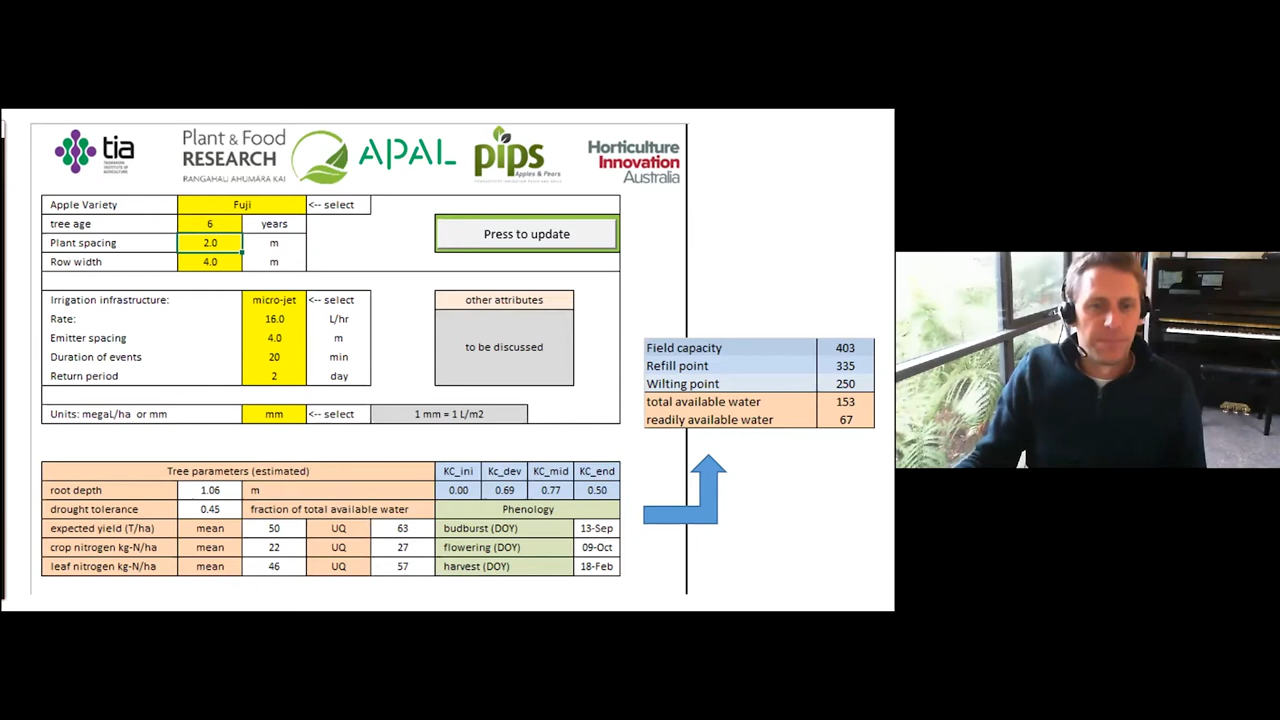 tia
TASMANIAN
INSTITUTE OF
AGRICULTURE
Plant & Food
RESEARCH
RANGAHAU AHUMĀRA KAI
APAL
pips
Apples & Pears
Horticulture
Innovation
Australia
Apple Variety Fuji <-- select
tree age 6 years
Plant spacing 2.0 m
Row width 4.0 m
Press to update
Irrigation infrastructure: micro-jet <-- select
Rate: 16.0 L/hr
Emitter spacing 4.0 m
Duration of events 20 min
Return period 2 day
other attributes
to be discussed
Units: megaL/ha or mm mm <-- select 1 mm = 1 L/m2
Field capacity 403
Refill point 335
Wilting point 250
total available water 153
readily available water 67
Tree parameters (estimated) KC_ini Kc_dev KC_mid KC_end
root depth 1.06 m 0.00 0.69 0.77 0.50
drought tolerance 0.45 fraction of total available water Phenology
expected yield (T/ha) mean 50 UQ 63 budburst (DOY) 13-Sep
crop nitrogen kg-N/ha mean 22 UQ 27 flowering (DOY) 09-Oct
leaf nitrogen kg-N/ha mean 46 UQ 57 harvest (DOY) 18-Feb